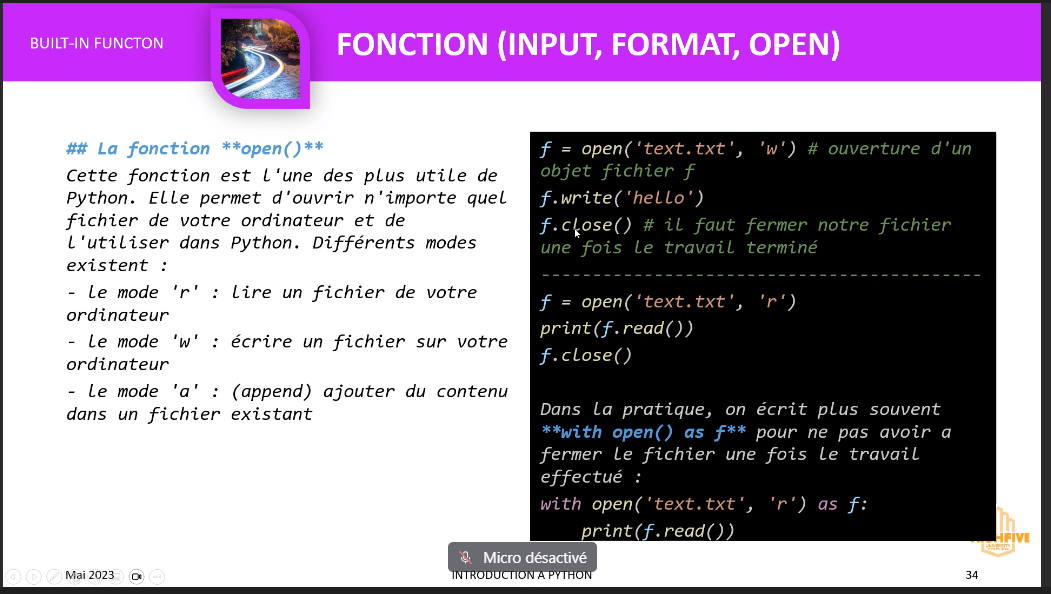 BUILT-IN FUNCTON
FONCTION (INPUT, FORMAT, OPEN)
## La fonction **open()**
Cette fonction est l'une des plus utile de
Python. Elle permet d'ouvrir n'importe quel
fichier de votre ordinateur et de
l'utiliser dans Python. Différents modes
existent :
- le mode 'r' : lire un fichier de votre
ordinateur
- le mode 'w' : écrire un fichier sur votre
ordinateur
- le mode 'a' : (append) ajouter du contenu
dans un fichier existant
f = open('text.txt', 'w') # ouverture d'un
objet fichier f
f.write('hello')
f.close() # il faut fermer notre fichier
une fois le travail terminé
-------------------------------------------
f = open('text.txt', 'r')
print(f.read())
f.close()
Dans la pratique, on écrit plus souvent
**with open() as f** pour ne pas avoir a
fermer le fichier une fois le travail
effectué :
with open('text.txt', 'r') as f:
print(f.read())
Micro désactivé
Mai 2023
INTRODUCTION A PYTHON
34